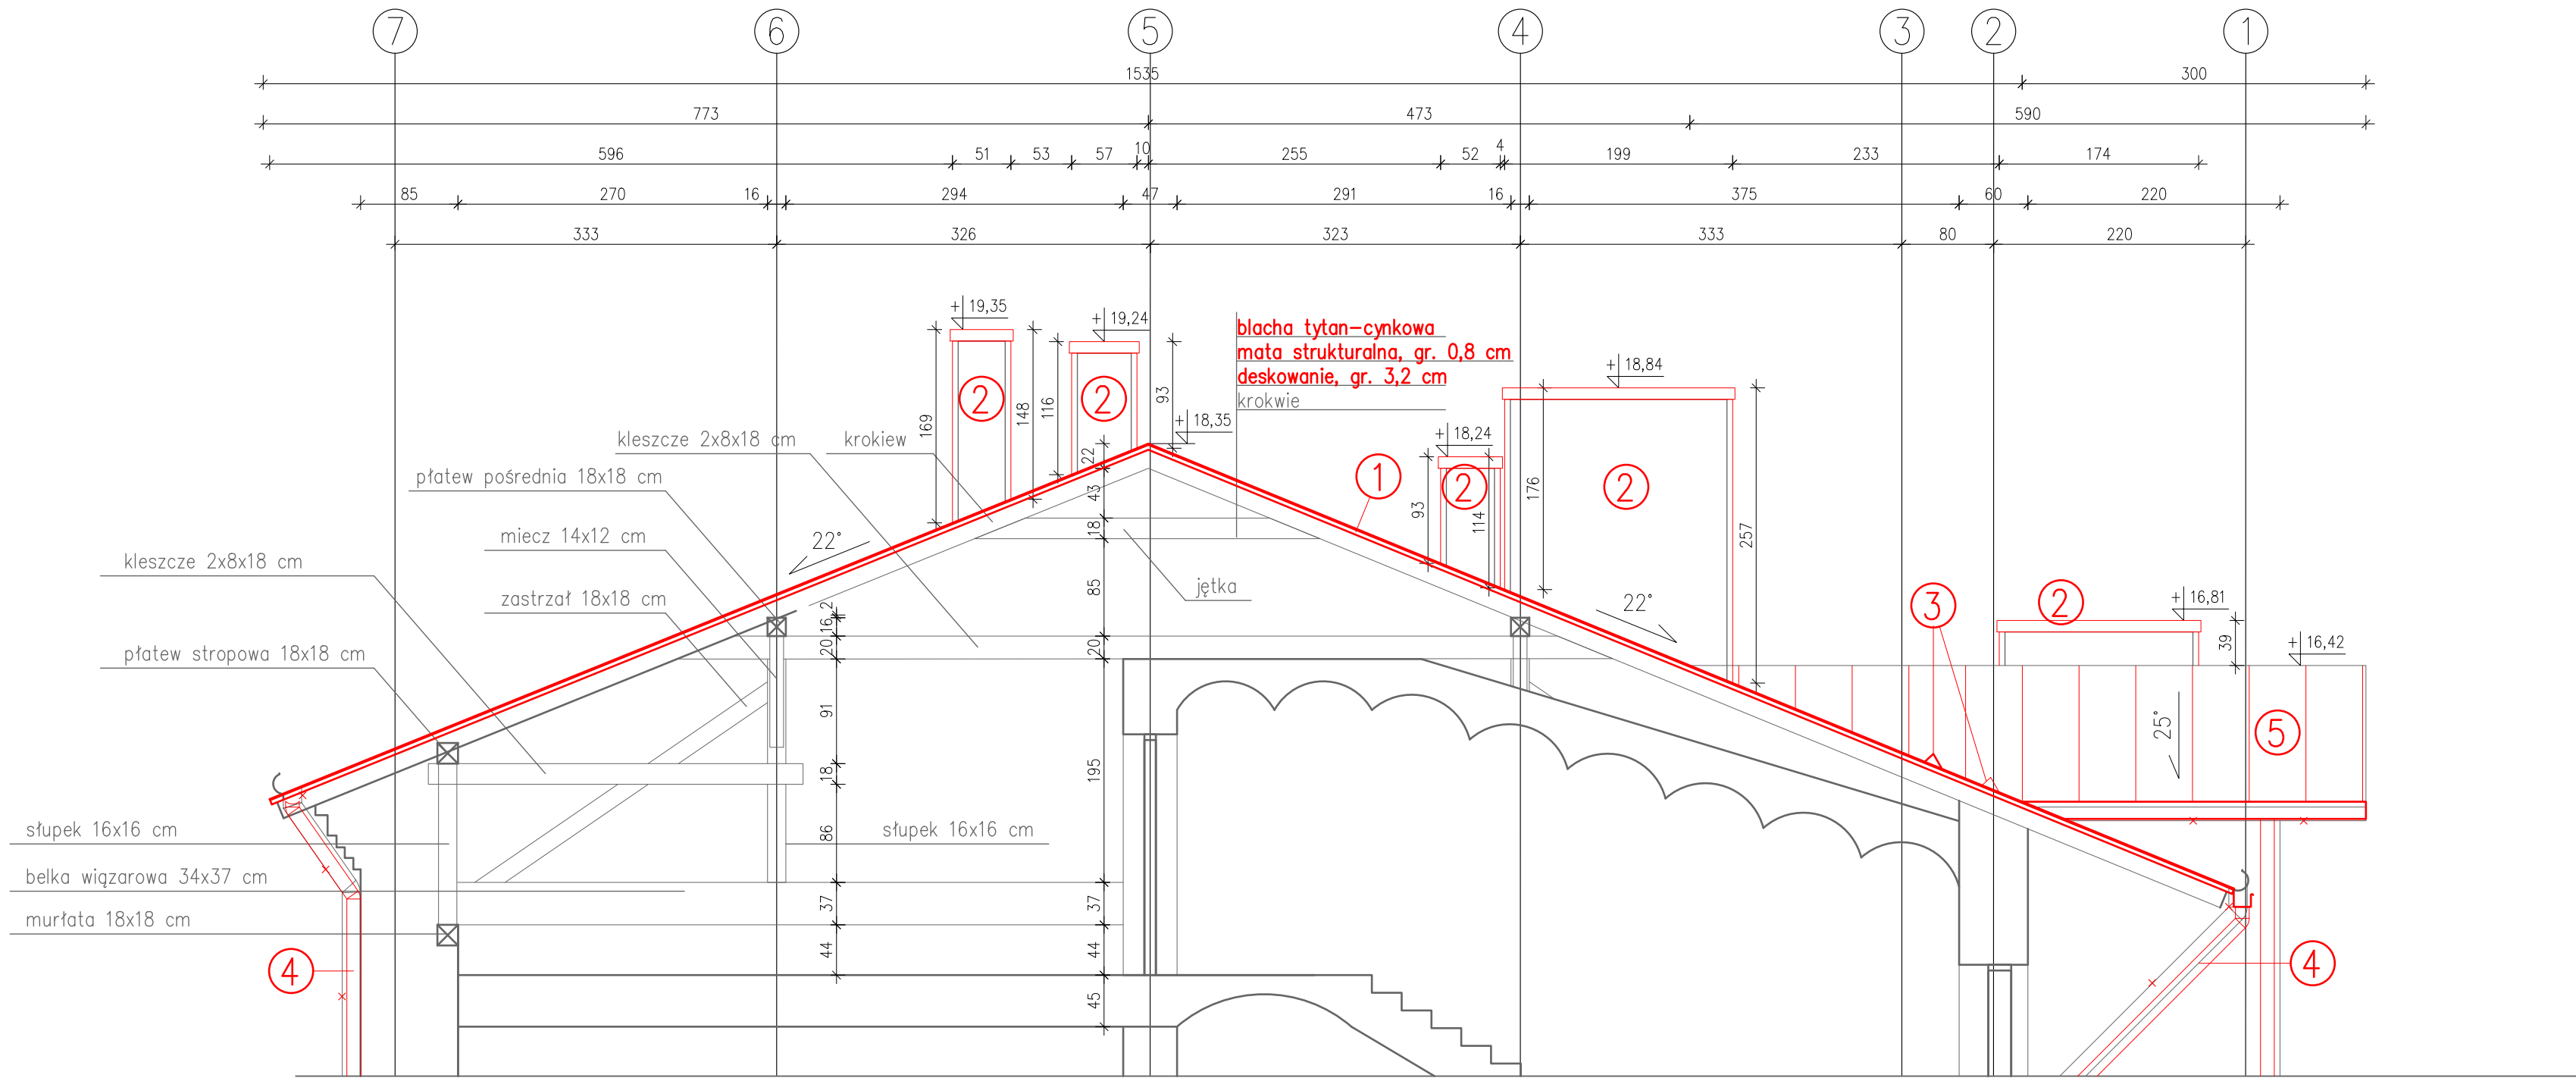 7 6 5 4 3 2 1
1535 300
773 473 590
596 51 53 57 10 255 52 4 199 233 174
85 270 16 294 47 291 16 375 60 220
333 326 323 333 80 220
+19,35
+19,24
blacha tytan-cynkowa
mata strukturalna, gr. 0,8 cm
deskowanie, gr. 3,2 cm
krokwie
+18,84
+18,35
+18,24
169
2
148
116
2
93
93
2
114
176
2
257
1
kleszcze 2x8x18 cm
krokiew
płatew pośrednia 18x18 cm
miecz 14x12 cm
22°
kleszcze 2x8x18 cm
zastrzał 18x18 cm
jętka
22°
płatew stropowa 18x18 cm
3
2
+16,81
39
+16,42
25°
5
22
43
18
85
20
195
37
44
45
2
16
20
91
18
86
37
44
słupek 16x16 cm
słupek 16x16 cm
belka wiązarowa 34x37 cm
murłata 18x18 cm
4
4